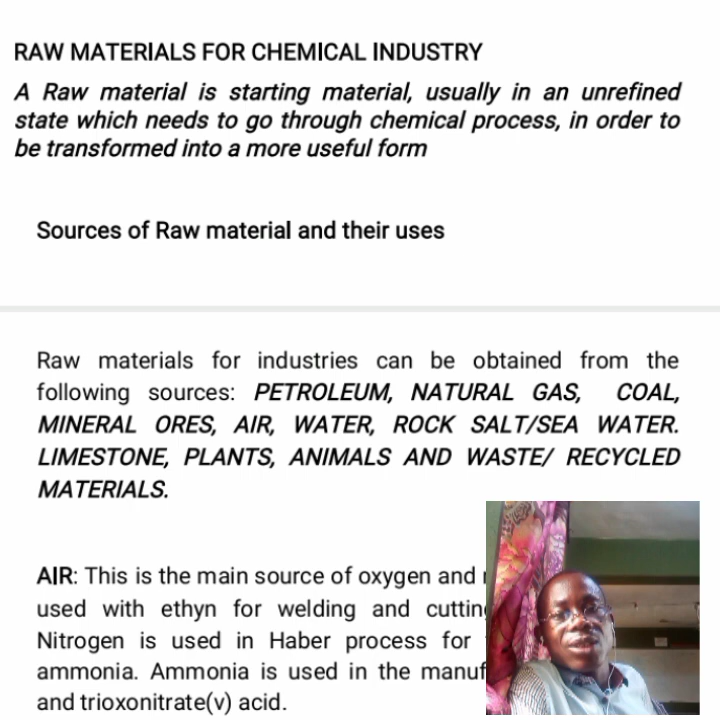 RAW MATERIALS FOR CHEMICAL INDUSTRY
A Raw material is starting material, usually in an unrefined
state which needs to go through chemical process, in order to
be transformed into a more useful form
Sources of Raw material and their uses
Raw materials for industries can be obtained from the
following sources: PETROLEUM, NATURAL GAS, COAL,
MINERAL ORES, AIR, WATER, ROCK SALT/SEA WATER.
LIMESTONE, PLANTS, ANIMALS AND WASTE/ RECYCLED
MATERIALS.
AIR: This is the main source of oxygen and
used with ethyn for welding and
Nitrogen is used in Haber process for
ammonia. Ammonia is used in the
and trioxonitrate(v) acid.